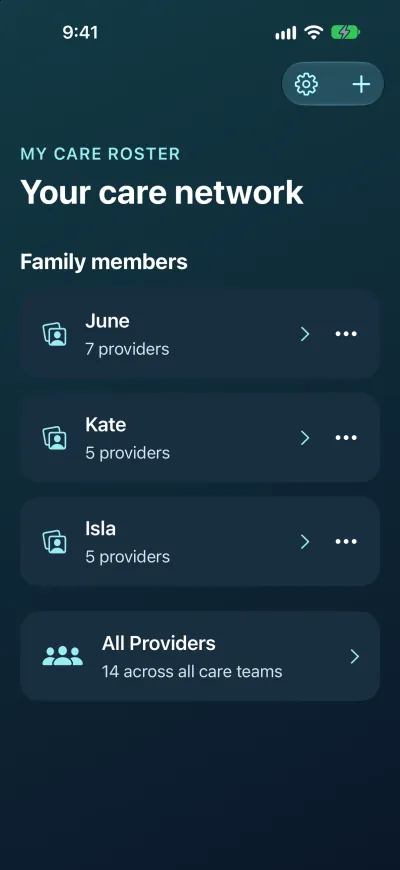 9:41
MY CARE ROSTER
Your care network
Family members
June
7 providers
Kate
5 providers
Isla
5 providers
All Providers
14 across all care teams